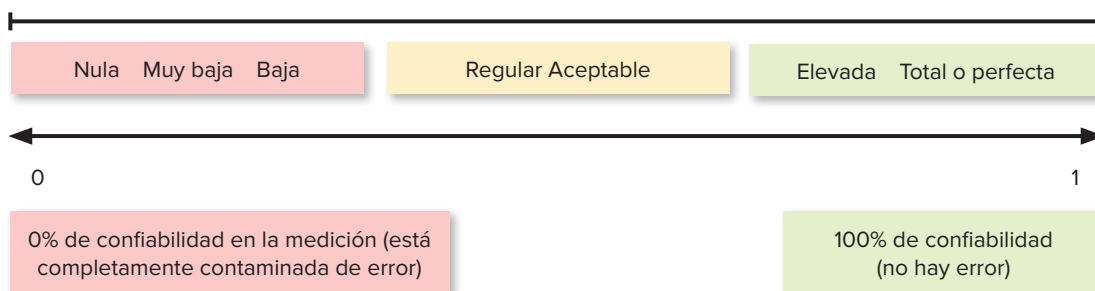 Nula Muy baja Baja
Regular Aceptable
Elevada Total o perfecta
0
1
0% de confiabilidad en la medición (está
completamente contaminada de error)
100% de confiabilidad
(no hay error)